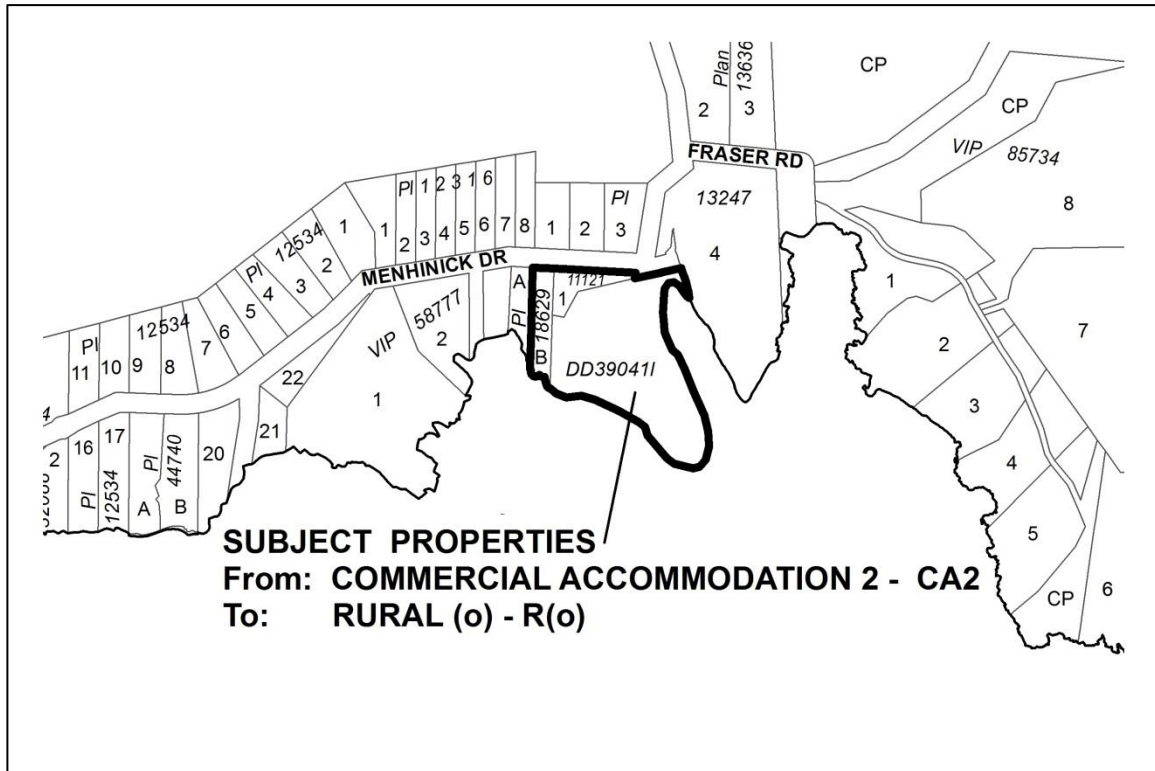 CP
CP
Plan
13636
2
3
VIP 85734
FRASER RD
8
Pl 1 2 3 1 6
Pl
13247
1
1
2 3 4 5 6 7 8
1 2 3
4
Pl 12534
2
3
4
5
6
MENHINICK DR
7
A
1
11121
1
Pl 18629
B
VIP 58777
2
1
DD39041I
2
7
Pl 12534
11 10 9 8
22
3
4
2 16 17
Pl 44740
20
21
4
Pl 12534
A B
5
CP
6
SUBJECT PROPERTIES
From: COMMERCIAL ACCOMMODATION 2 - CA2
To: RURAL (o) - R(o)